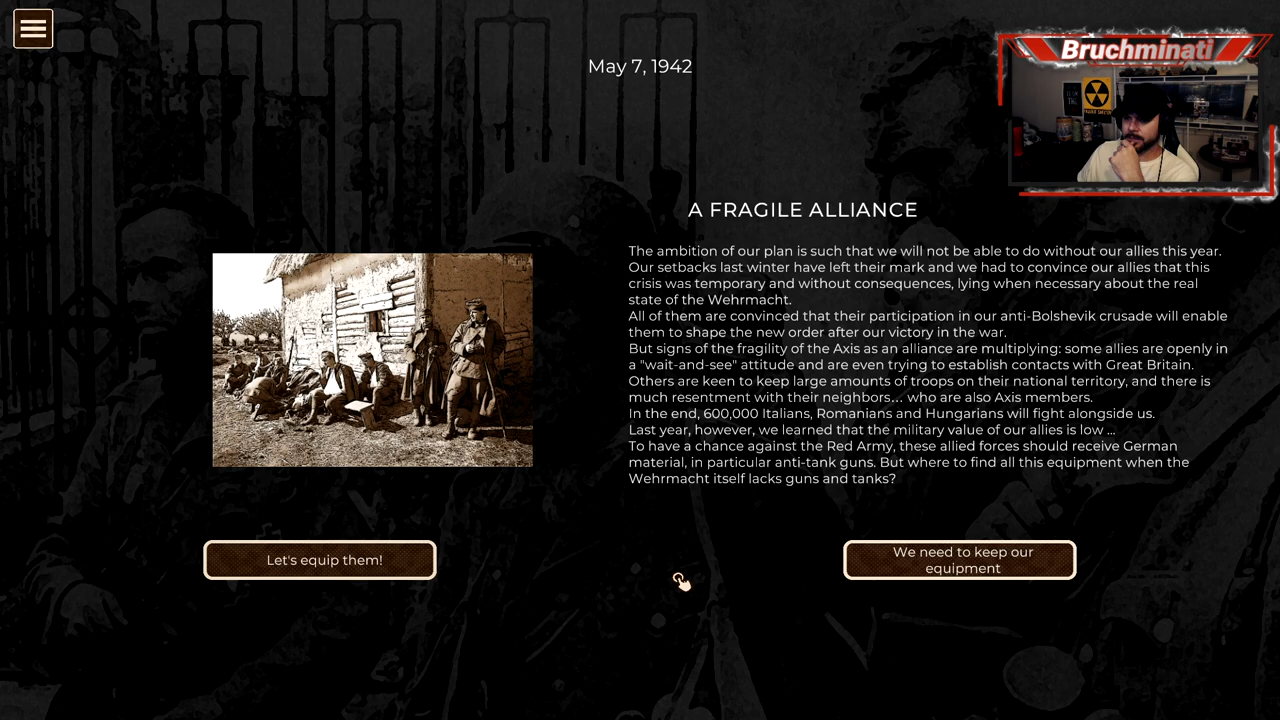 Bruchminati
May 7, 1942
A FRAGILE ALLIANCE
The ambition of our plan is such that we will not be able to do without our allies this year.
Our setbacks last winter have left their mark and we had to convince our allies that this
crisis was temporary and without consequences, lying when necessary about the real
state of the Wehrmacht.
All of them are convinced that their participation in our anti-Bolshevik crusade will enable
them to shape the new order after our victory in the war.
But signs of the fragility of the Axis as an alliance are multiplying: some allies are openly in
a "wait-and-see" attitude and are even trying to establish contacts with Great Britain.
Others are keen to keep large amounts of troops on their national territory, and there is
much resentment with their neighbors... who are also Axis members.
In the end, 600,000 Italians, Romanians and Hungarians will fight alongside us.
Last year, however, we learned that the military value of our allies is low ...
To have a chance against the Red Army, these allied forces should receive German
material, in particular anti-tank guns. But where to find all this equipment when the
Wehrmacht itself lacks guns and tanks?
Let's equip them!
We need to keep our
equipment